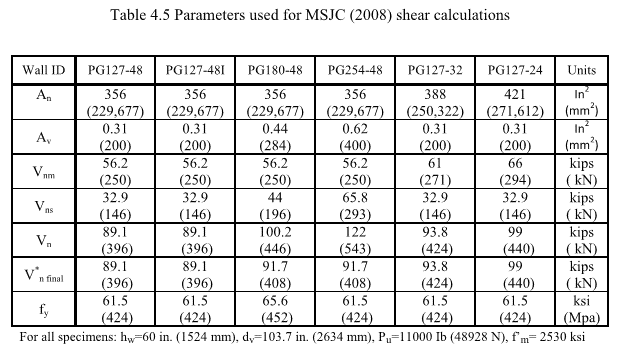 Table 4.5 Parameters used for MSJC (2008) shear calculations
Wall ID PG127-48 PG127-48I PG180-48 PG254-48 PG127-32 PG127-24 Units
Aₙ 356 356 356 356 388 421 In²
(229,677) (229,677) (229,677) (229,677) (250,322) (271,612) (mm²)
Aᵥ 0.31 0.31 0.44 0.62 0.31 0.31 In²
(200) (200) (284) (400) (200) (200) (mm²)
Vₙₘ 56.2 56.2 56.2 56.2 61 66 kips
(250) (250) (250) (250) (271) (294) ( kN)
Vₙₛ 32.9 32.9 44 65.8 32.9 32.9 kips
(146) (146) (196) (293) (146) (146) ( kN)
Vₙ 89.1 89.1 100.2 122 93.8 99 kips
(396) (396) (446) (543) (424) (440) ( kN)
V*ₙ final 89.1 89.1 91.7 91.7 93.8 99 kips
(396) (396) (408) (408) (424) (440) ( kN)
fy 61.5 61.5 65.6 61.5 61.5 61.5 ksi
(424) (424) (452) (424) (424) (424) (Mpa)
For all specimens: hw=60 in. (1524 mm), dv=103.7 in. (2634 mm), Pu=11000 Ib (48928 N), f'm= 2530 ksi